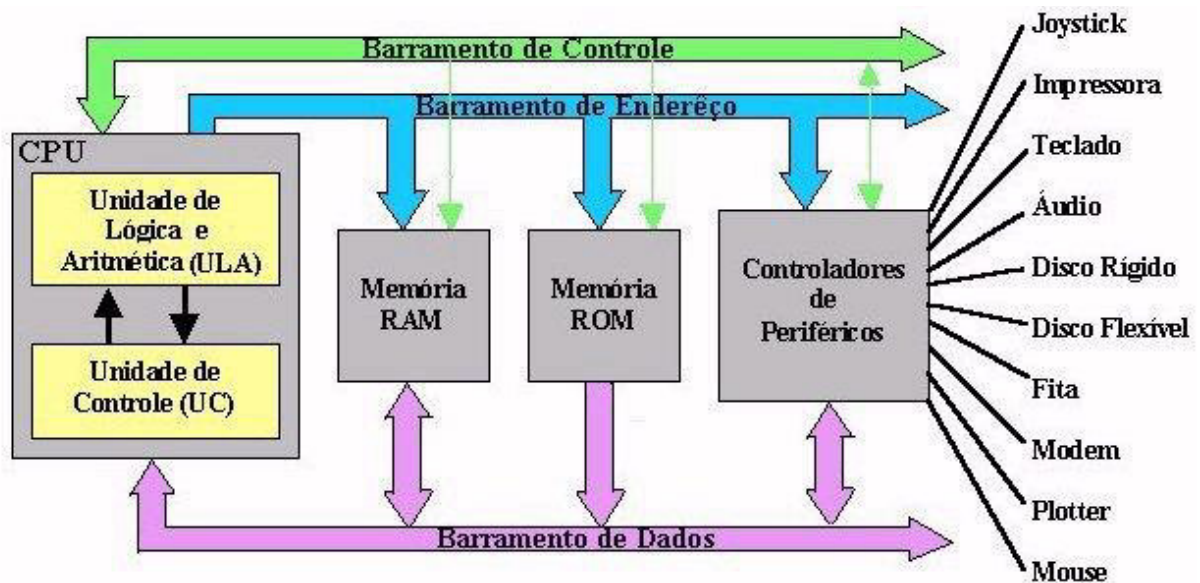 Barramento de Controle
Barramento de Enderêço
CPU
Unidade de
Lógica e
Aritmética (ULA)
Unidade de
Controle (UC)
Memória
RAM
Memória
ROM
Controladores
de
Periféricos
Joystick
Impressora
Teclado
Áudio
Disco Rígido
Disco Flexível
Fita
Modem
Plotter
Mouse
Barramento de Dados